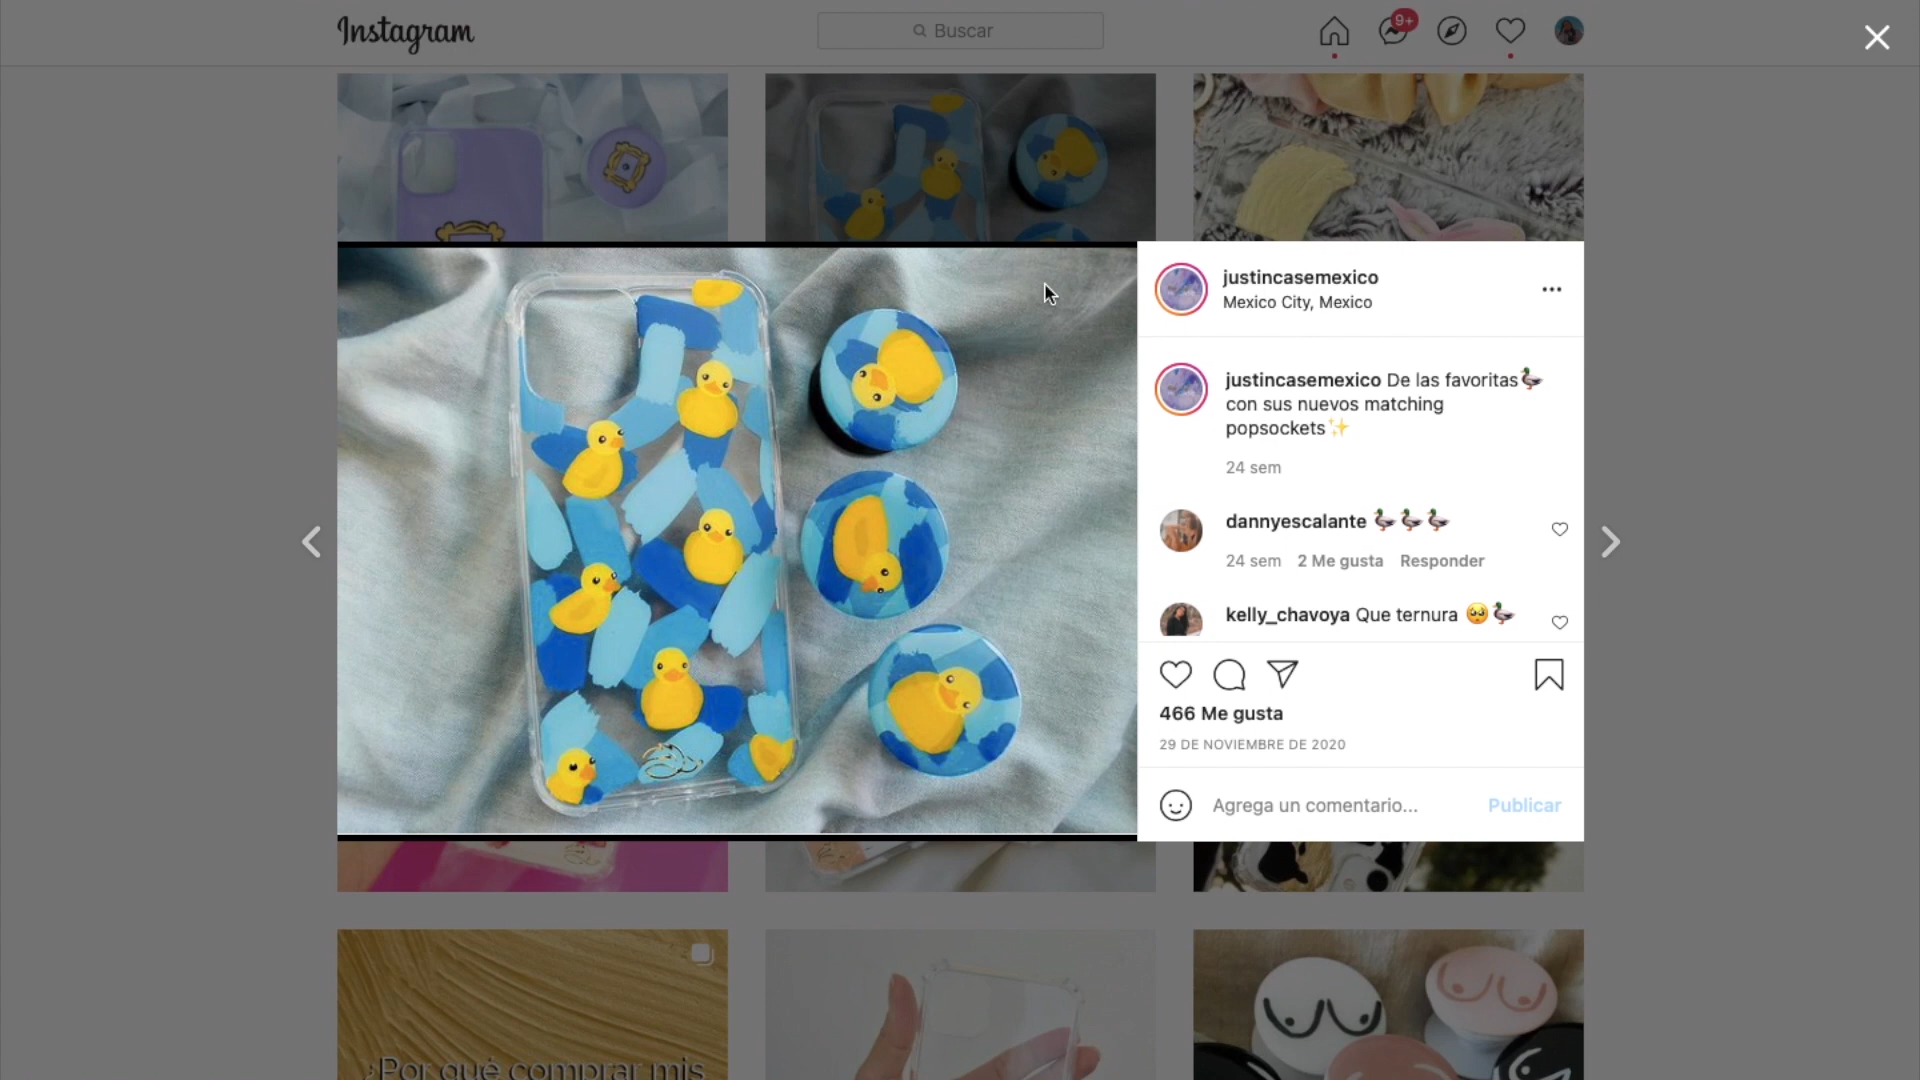 Instagram
Buscar
9+
justincasemexico
Mexico City, Mexico
justincasemexico De las favoritas🦆
con sus nuevos matching
popsockets✨
24 sem
dannyescalante 🦆🦆🦆
24 sem 2 Me gusta Responder
kelly_chavoya Que ternura 🥺🦆
466 Me gusta
29 DE NOVIEMBRE DE 2020
Agrega un comentario... Publicar
¿Por qué comprar mis